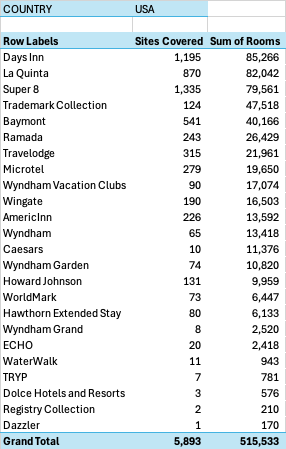 COUNTRY USA
Row Labels Sites Covered Sum of Rooms
Days Inn 1,195 85,266
La Quinta 870 82,042
Super 8 1,335 79,561
Trademark Collection 124 47,518
Baymont 541 40,166
Ramada 243 26,429
Travelodge 315 21,961
Microtel 279 19,650
Wyndham Vacation Clubs 90 17,074
Wingate 190 16,503
AmericInn 226 13,592
Wyndham 65 13,418
Caesars 10 11,376
Wyndham Garden 74 10,820
Howard Johnson 131 9,959
WorldMark 73 6,447
Hawthorn Extended Stay 80 6,133
Wyndham Grand 8 2,520
ECHO 20 2,418
WaterWalk 11 943
TRYP 7 781
Dolce Hotels and Resorts 3 576
Registry Collection 2 210
Dazzler 1 170
Grand Total 5,893 515,533